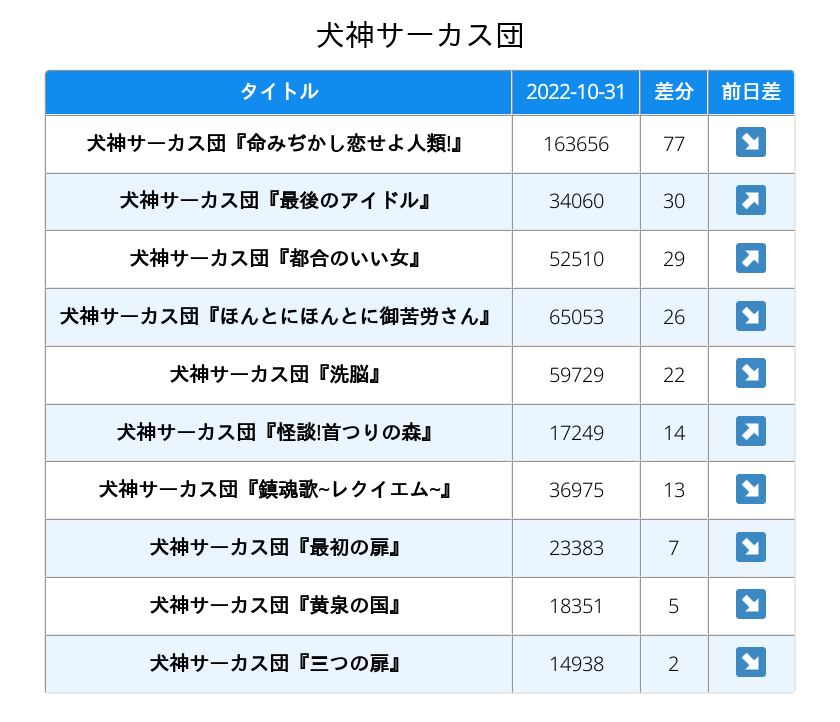 犬神サーカス団
タイトル 2022-10-31 差分 前日差
犬神サーカス団『命みぢかし恋せよ人類!』 163656 77 ↘
犬神サーカス団『最後のアイドル』 34060 30 ↗
犬神サーカス団『都合のいい女』 52510 29 ↗
犬神サーカス団『ほんとにほんとに御苦労さん』 65053 26 ↘
犬神サーカス団『洗脳』 59729 22 ↘
犬神サーカス団『怪談!首つりの森』 17249 14 ↗
犬神サーカス団『鎮魂歌~レクイエム~』 36975 13 ↘
犬神サーカス団『最初の扉』 23383 7 ↘
犬神サーカス団『黄泉の国』 18351 5 ↘
犬神サーカス団『三つの扉』 14938 2 ↘